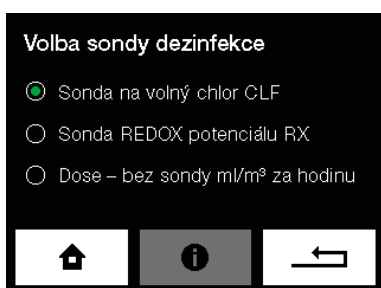 Volba sondy dezinfekce
Sonda na volný chlor CLF
Sonda REDOX potenciálu RX
Dose – bez sondy ml/m³ za hodinu